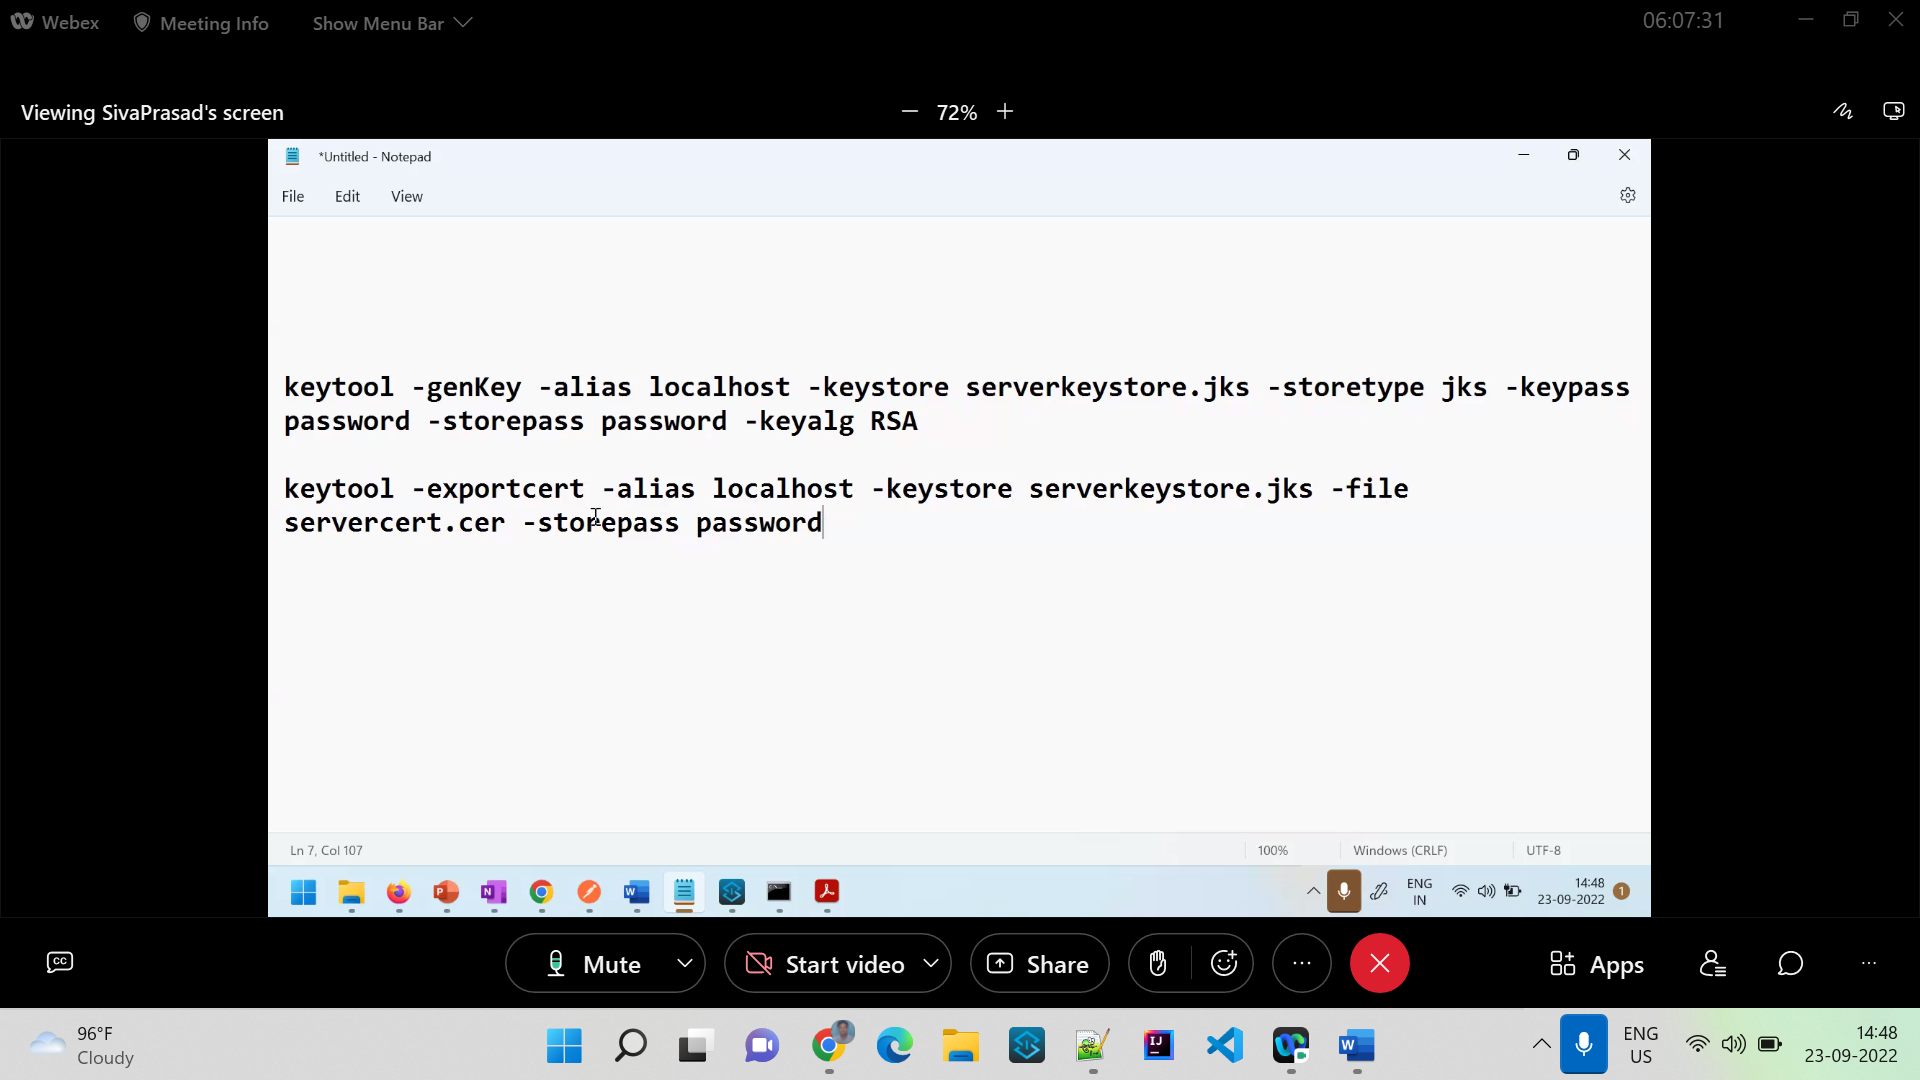 Webex
Meeting Info
Show Menu Bar
06:07:31
Viewing SivaPrasad's screen
72%
*Untitled - Notepad
File Edit View
keytool -genKey -alias localhost -keystore serverkeystore.jks -storetype jks -keypass
password -storepass password -keyalg RSA
keytool -exportcert -alias localhost -keystore serverkeystore.jks -file
servercert.cer -storepass password
Ln 7, Col 107
100%
Windows (CRLF)
UTF-8
ENG
IN
14:48
23-09-2022
1
CC
Mute
Start video
Share
Apps
96°F
Cloudy
ENG
US
14:48
23-09-2022